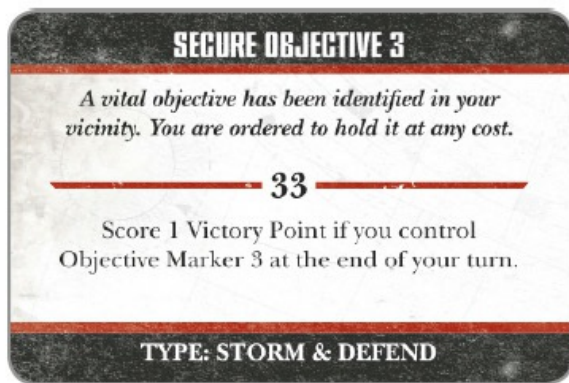 SECURE OBJECTIVE 3
A vital objective has been identified in your
vicinity. You are ordered to hold it at any cost.
33
Score 1 Victory Point if you control
Objective Marker 3 at the end of your turn.
TYPE: STORM & DEFEND